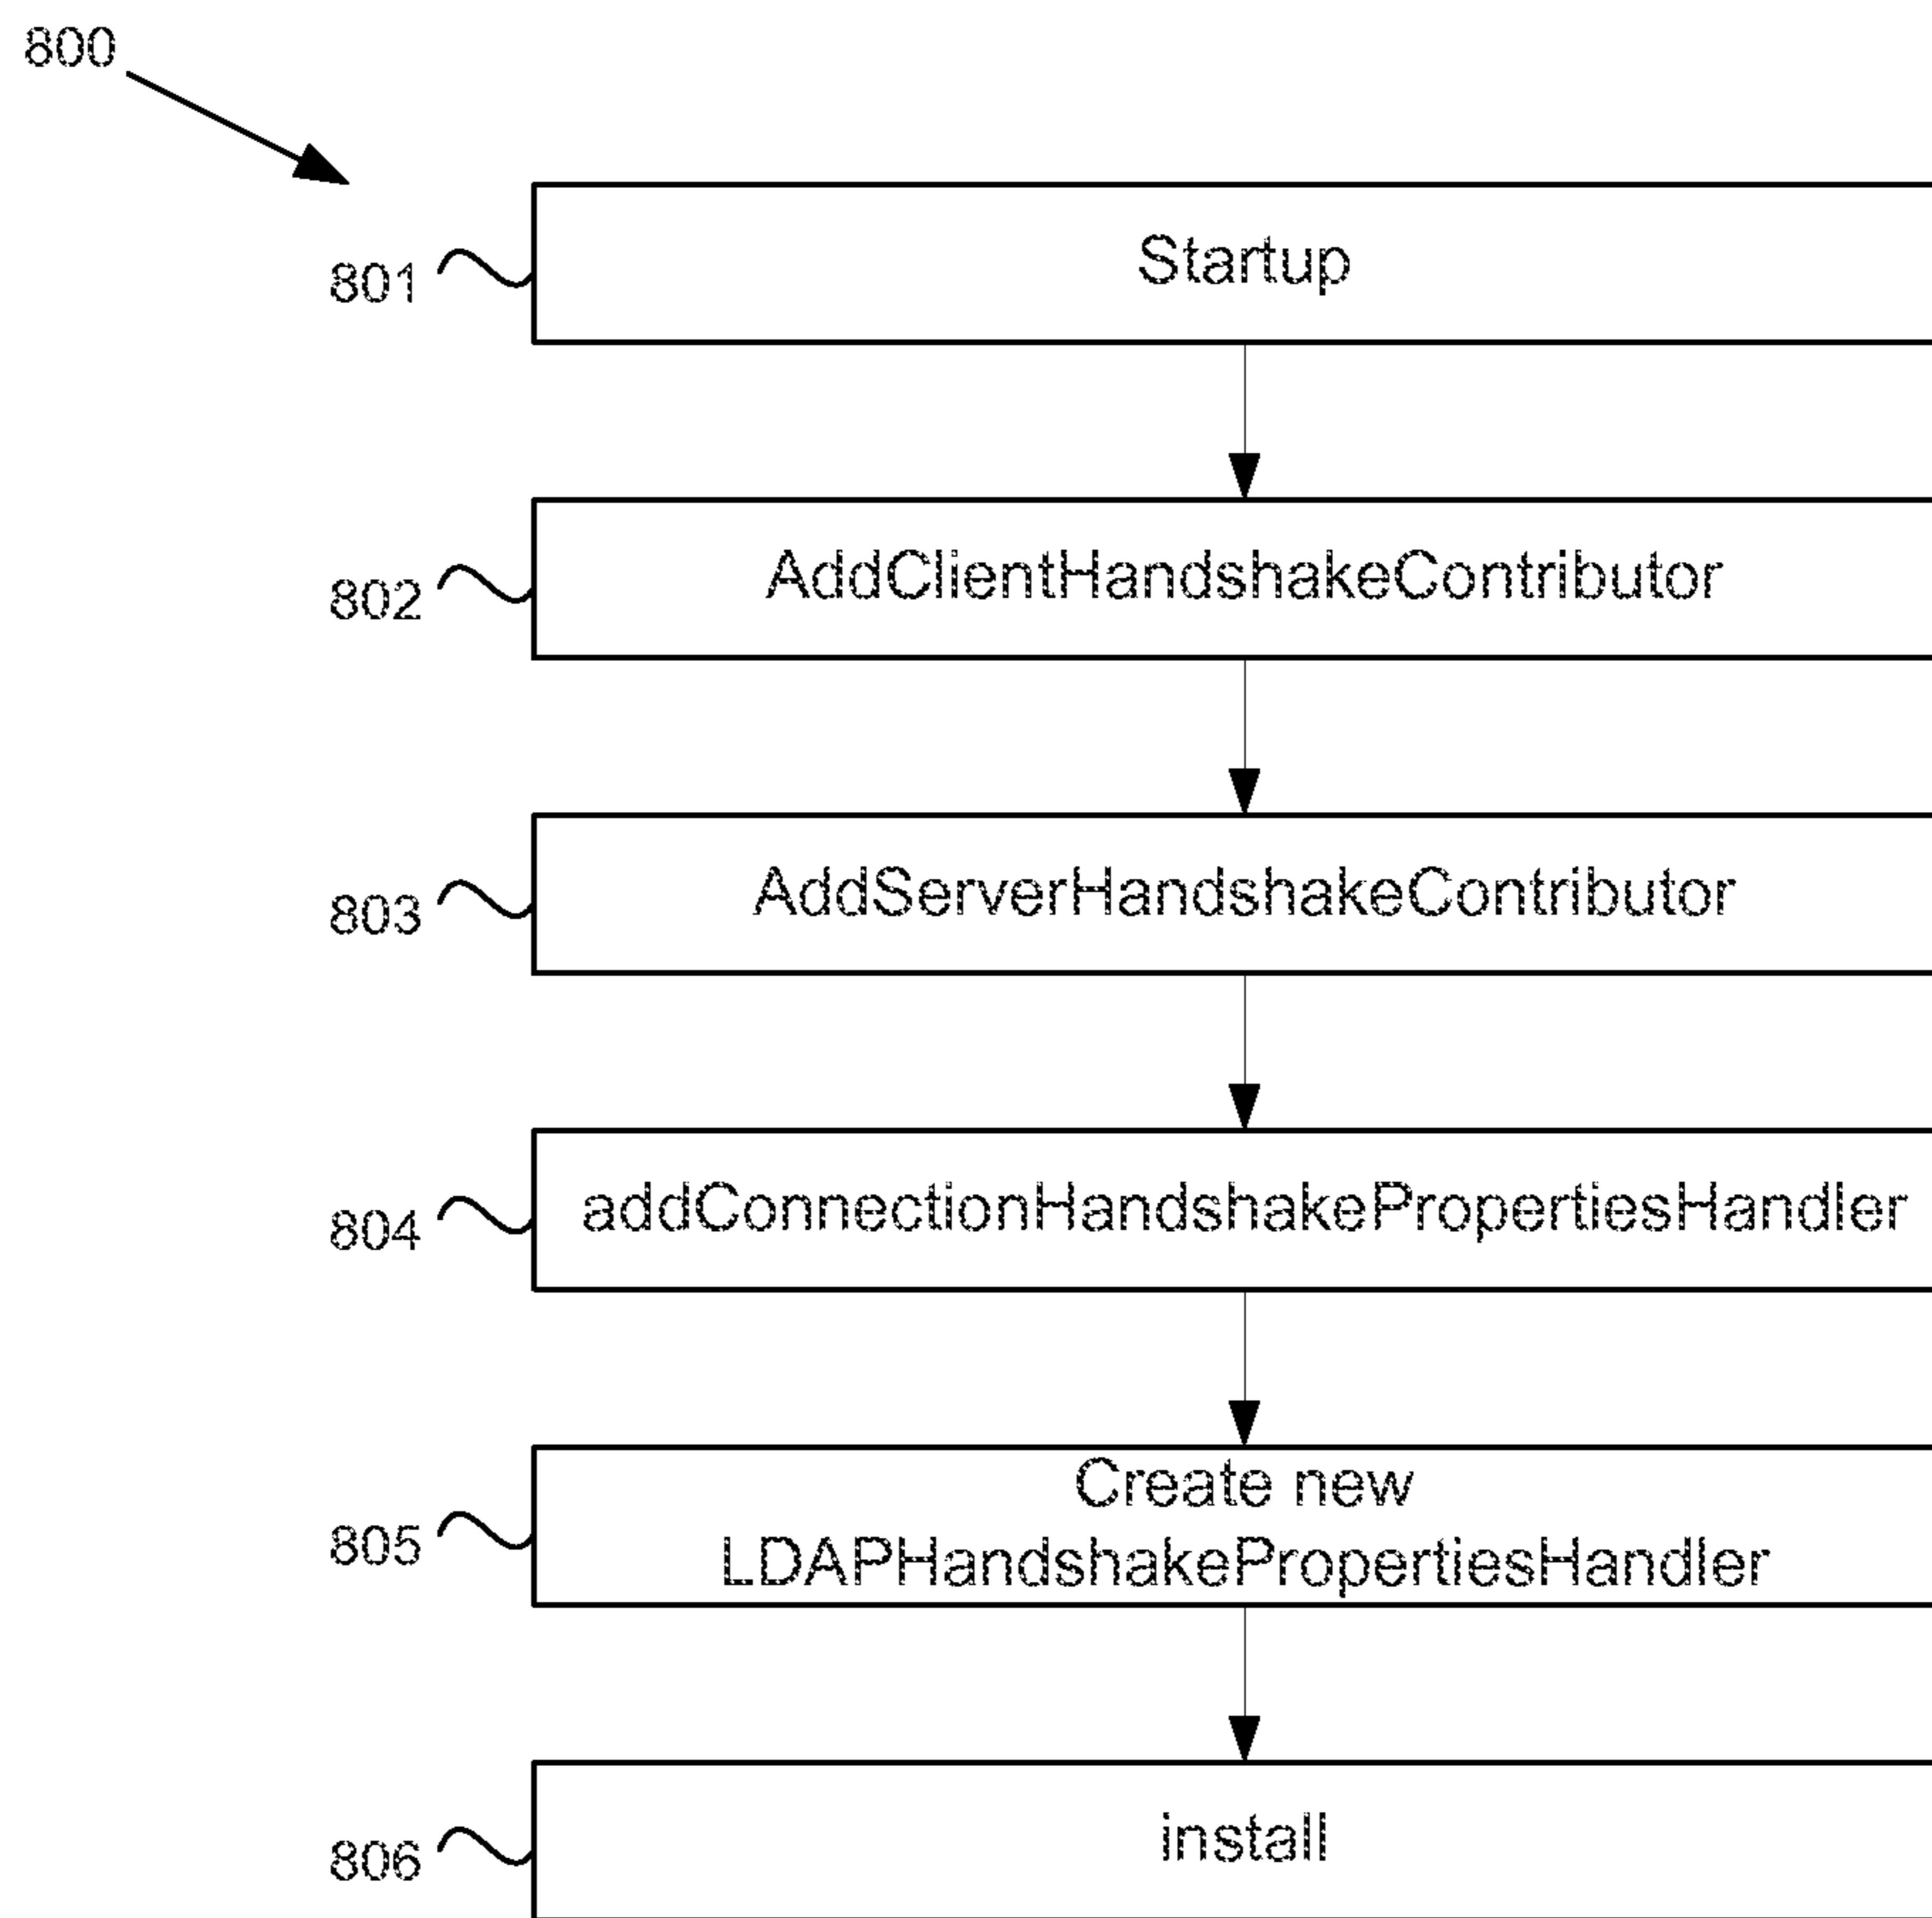 800
801
Startup
802
AddClientHandshakeContributor
803
AddServerHandshakeContributor
804
addConnectionHandshakePropertiesHandler
805
Create new
LDAPHandshakePropertiesHandler
806
install